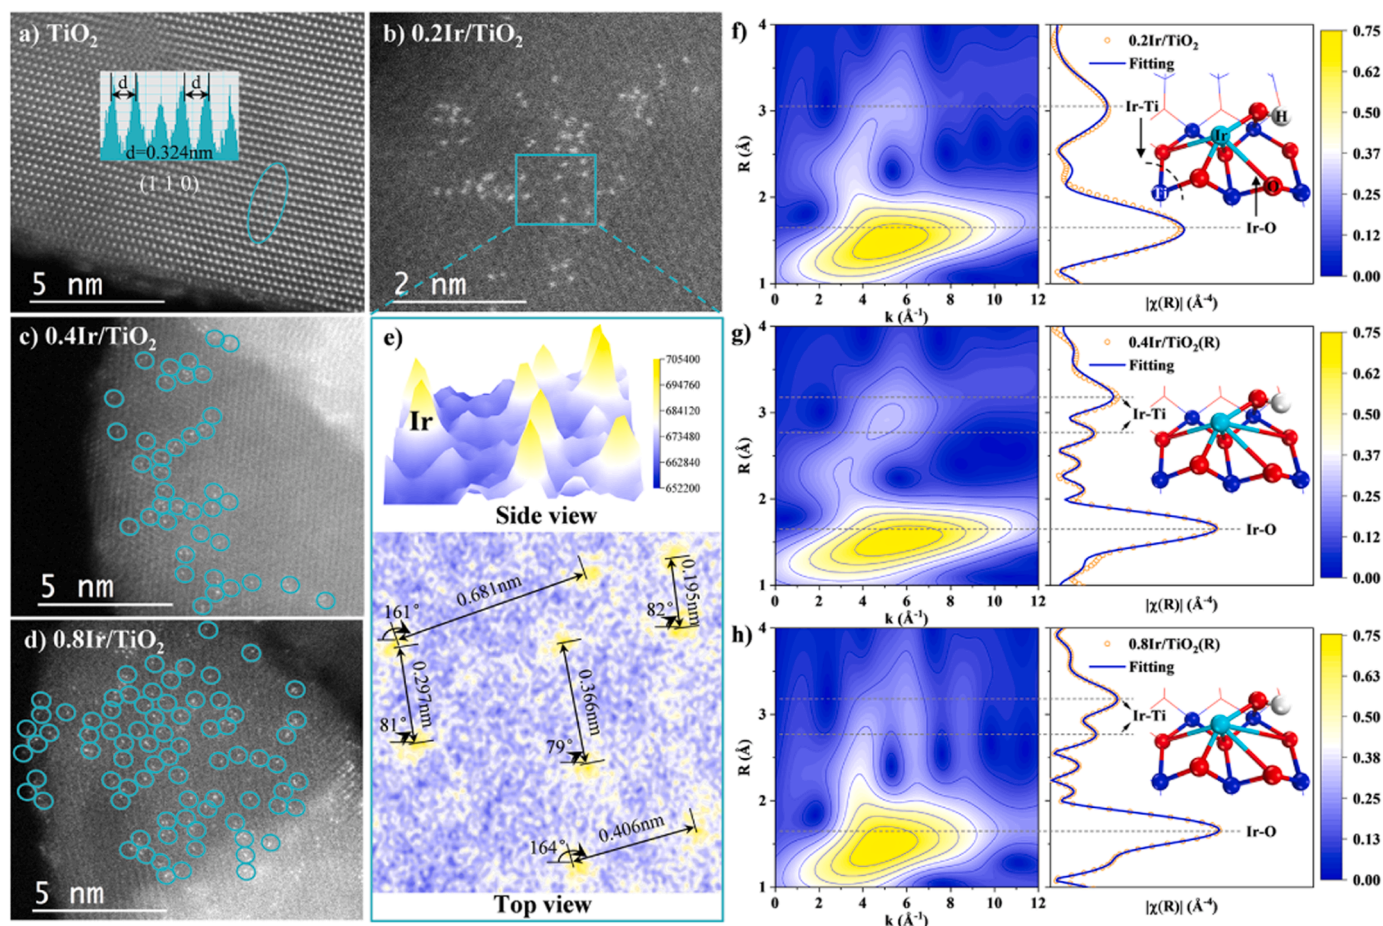 a) TiO2
d
d
d=0.324nm
(1 1 0)
5 nm
b) 0.2Ir/TiO2
2 nm
c) 0.4Ir/TiO2
5 nm
d) 0.8Ir/TiO2
5 nm
e)
Ir
705400
694760
684120
673480
662840
652200
Side view
0.681nm
161°
0.195nm
82°
0.297nm
81°
0.366nm
79°
0.406nm
164°
Top view
f)
4
3
2
1
R (Å)
0 2 4 6 8 10 12
k (Å-1)
0.2Ir/TiO2
Fitting
Ir-Ti
Ir
H
Ti
O
Ir-O
|χ(R)| (Å-4)
0.75
0.62
0.50
0.37
0.25
0.12
0.00
g)
4
3
2
1
R (Å)
0 2 4 6 8 10 12
k (Å-1)
0.4Ir/TiO2(R)
Fitting
Ir-Ti
Ir-O
|χ(R)| (Å-4)
0.75
0.62
0.50
0.37
0.25
0.12
0.00
h)
4
3
2
1
R (Å)
0 2 4 6 8 10 12
k (Å-1)
0.8Ir/TiO2(R)
Fitting
Ir-Ti
Ir-O
|χ(R)| (Å-4)
0.75
0.62
0.50
0.37
0.25
0.12
0.00